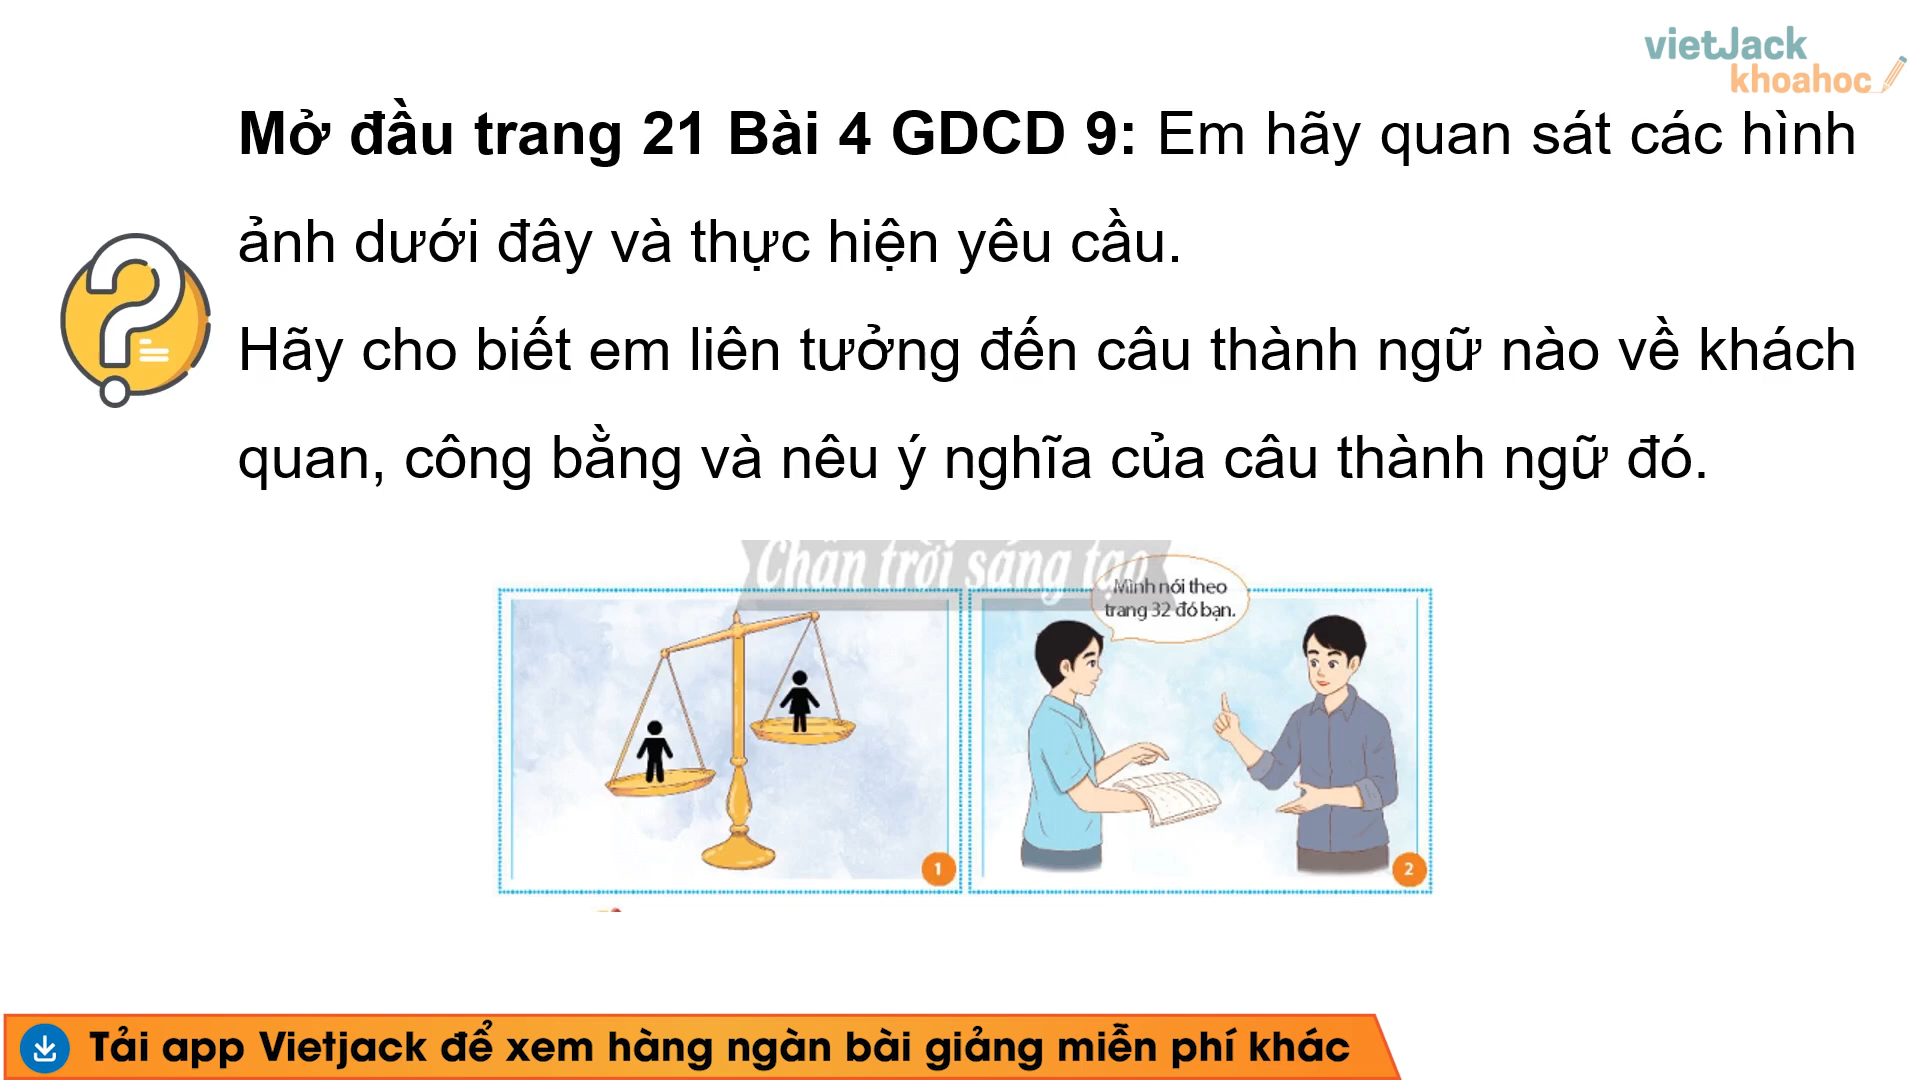 vietJack
khoahoc
Mở đầu trang 21 Bài 4 GDCD 9: Em hãy quan sát các hình
ảnh dưới đây và thực hiện yêu cầu.
Hãy cho biết em liên tưởng đến câu thành ngữ nào về khách
quan, công bằng và nêu ý nghĩa của câu thành ngữ đó.
Chân trời sáng tạo
Mình nói theo
trang 32 đó bạn.
1
2
Tải app Vietjack để xem hàng ngàn bài giảng miễn phí khác